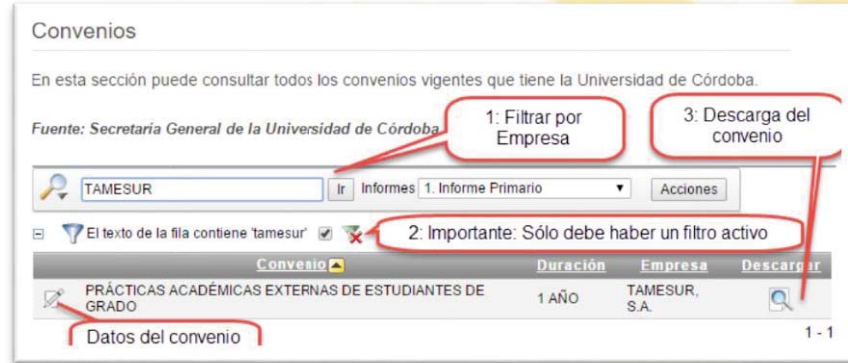 Convenios
En esta sección puede consultar todos los convenios vigentes que tiene la Universidad de Córdoba.
Fuente: Secretaría General de la Universidad de Córdoba
1: Filtrar por
Empresa
3: Descarga del
convenio
TAMESUR Ir Informes 1. Informe Primario Acciones
El texto de la fila contiene 'tamesur'
2: Importante: Sólo debe haber un filtro activo
Convenio Duración Empresa Descargar
PRÁCTICAS ACADÉMICAS EXTERNAS DE ESTUDIANTES DE
GRADO
1 AÑO
TAMESUR,
S.A.
Datos del convenio
1 - 1